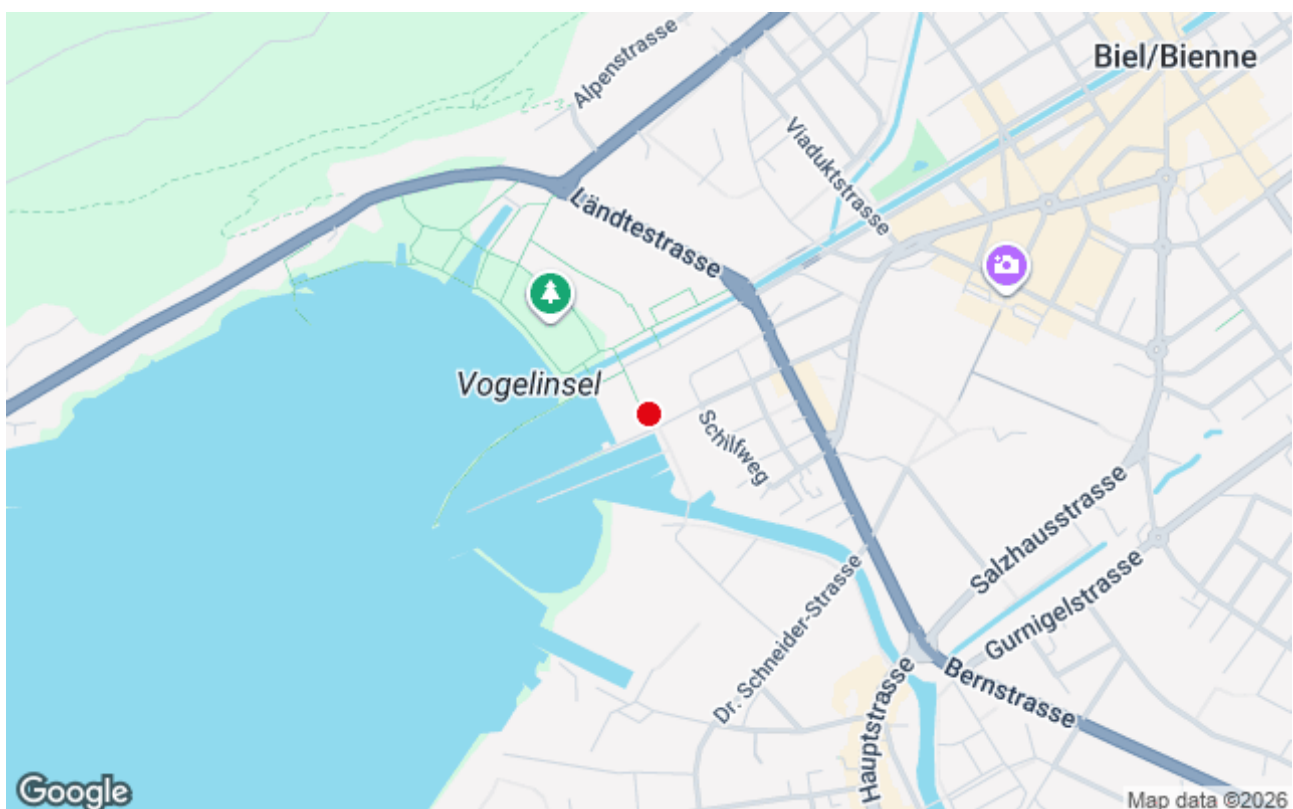 Biel/Bienne
Alpenstrasse
Viaduktstrasse
Ländtestrasse
Vogelinsel
Schilfweg
Salzhausstrasse
Gurnigelstrasse
Dr. Schneider-Strasse
Bernstrasse
Hauptstrasse
Google
Map data ©2026